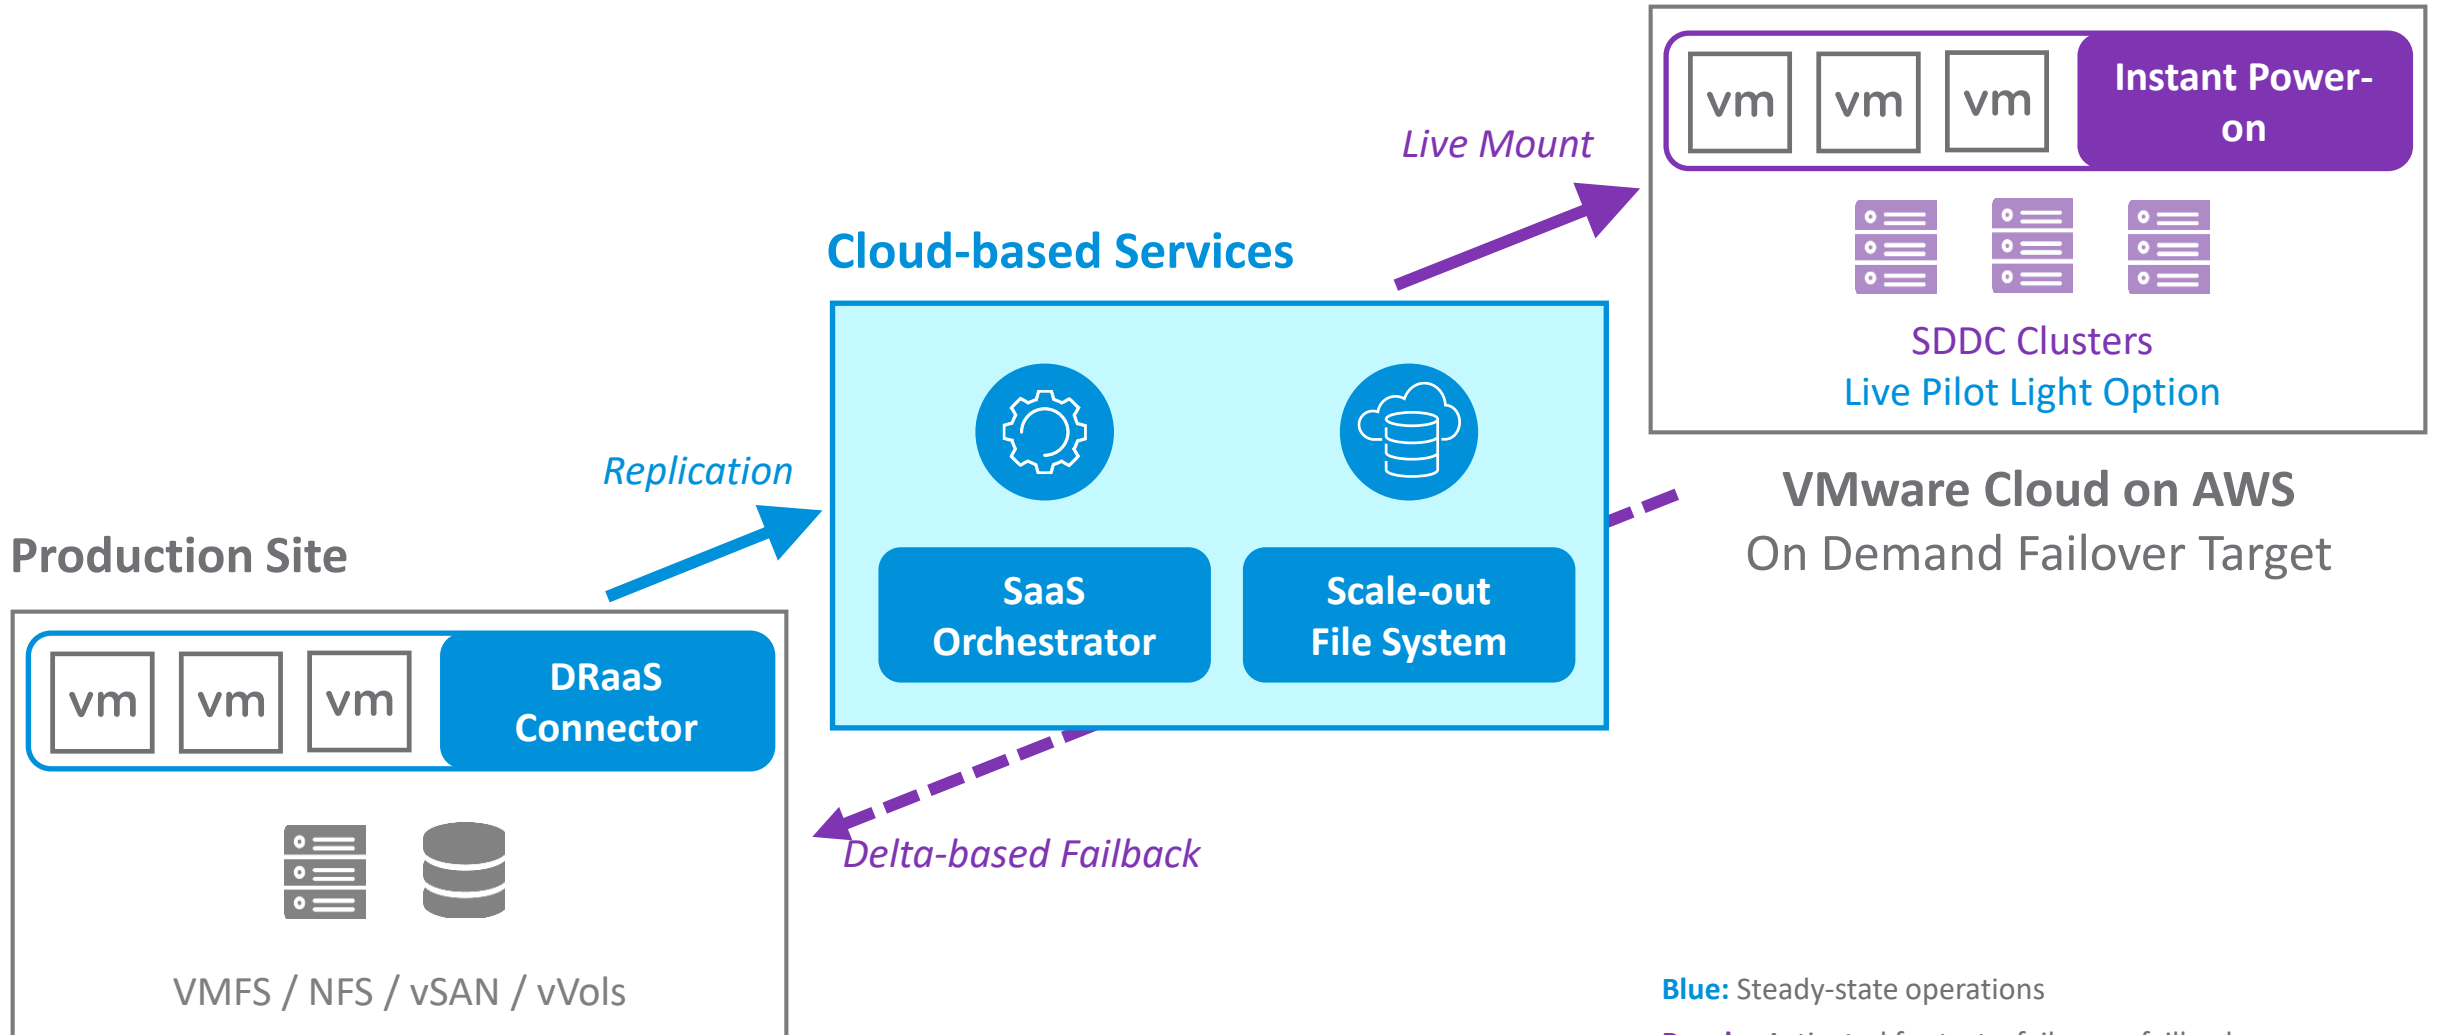 vm vm vm
Instant Power-
on
Live Mount
SDDC Clusters
Live Pilot Light Option
VMware Cloud on AWS
On Demand Failover Target
Cloud-based Services
SaaS
Orchestrator
Scale-out
File System
Replication
Production Site
vm vm vm
DRaaS
Connector
VMFS / NFS / vSAN / vVols
Delta-based Failback
Blue: Steady-state operations